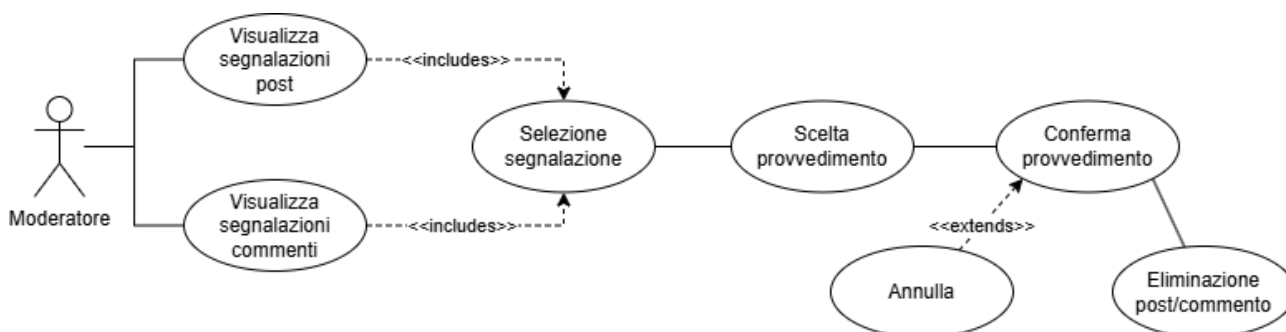 Visualizza
segnalazioni
post
<<includes>>
Selezione
segnalazione
Scelta
provvedimento
Conferma
provvedimento
Moderatore
Visualizza
segnalazioni
commenti
<<includes>>
<<extends>>
Annulla
Eliminazione
post/commento